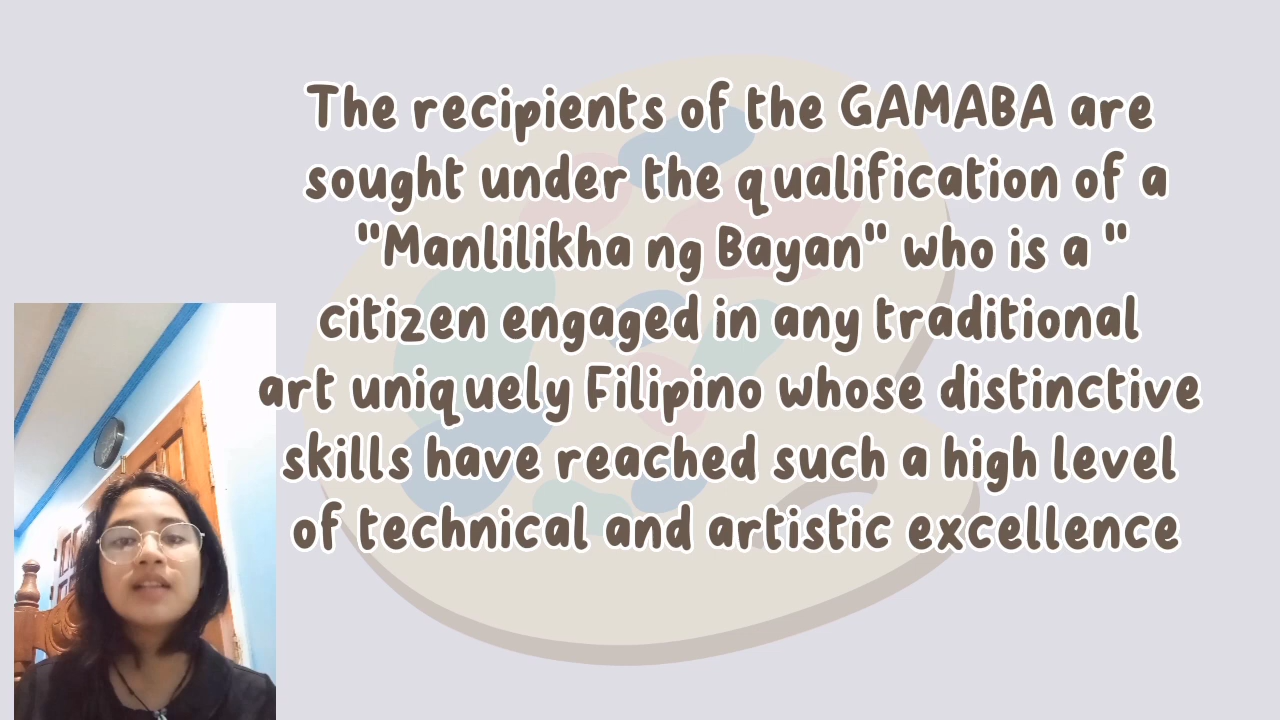 The recipients of the GAMABA are
sought under the qualification of a
"Manlilikha ng Bayan" who is a "
citizen engaged in any traditional
art uniquely Filipino whose distinctive
skills have reached such a high level
of technical and artistic excellence